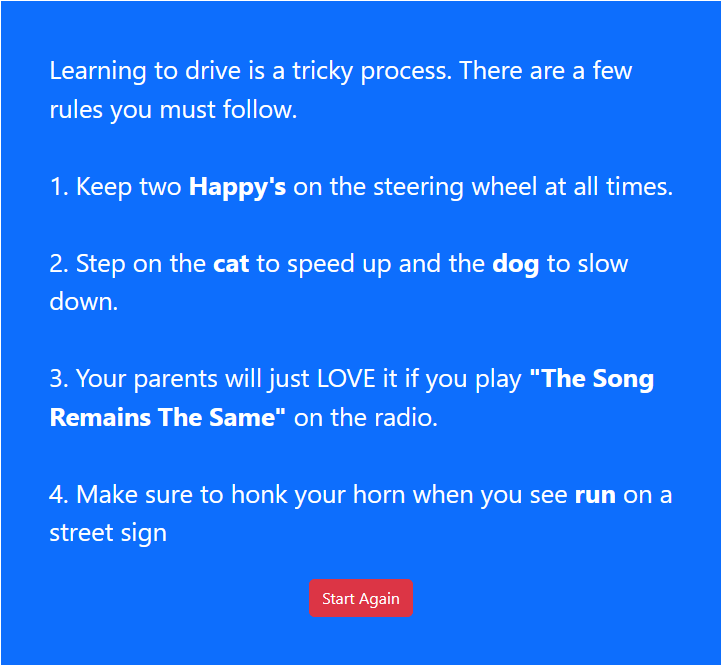 Learning to drive is a tricky process. There are a few
rules you must follow.
1. Keep two Happy's on the steering wheel at all times.
2. Step on the cat to speed up and the dog to slow
down.
3. Your parents will just LOVE it if you play "The Song
Remains The Same" on the radio.
4. Make sure to honk your horn when you see run on a
street sign
Start Again